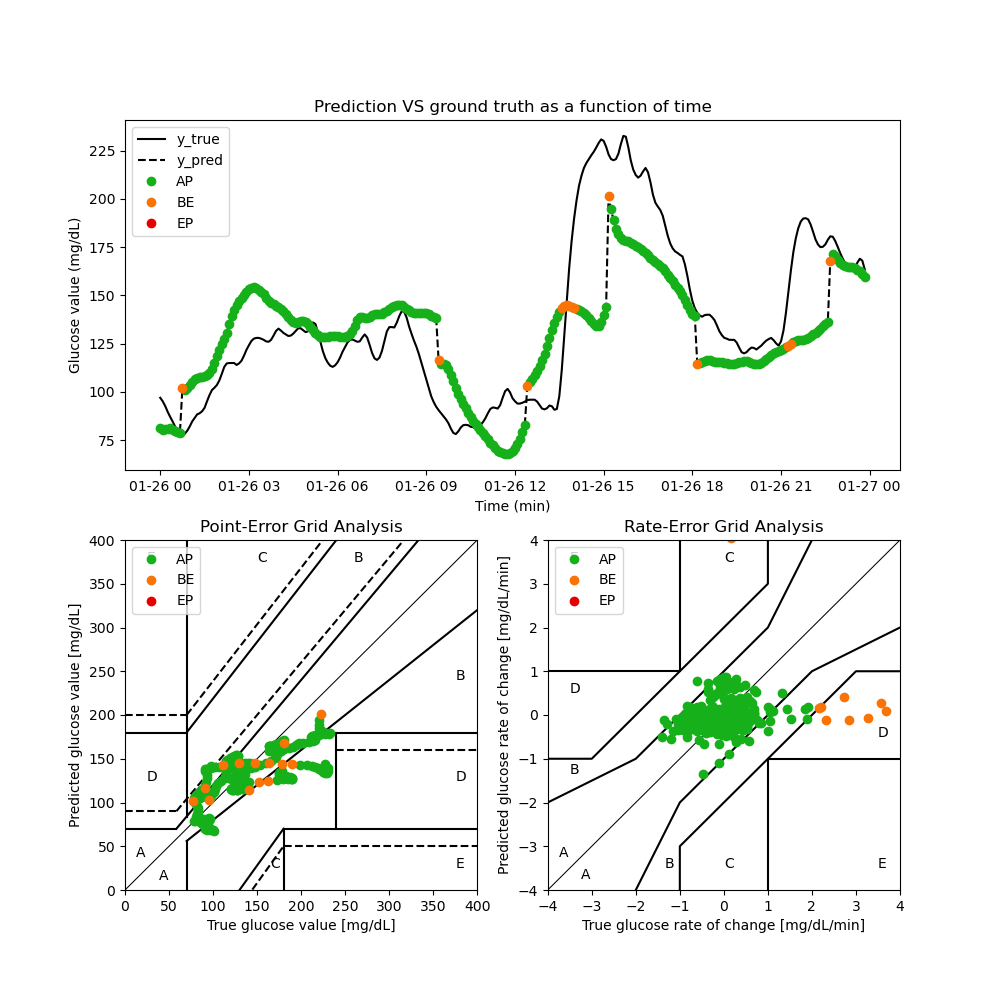 Prediction VS ground truth as a function of time
Glucose value (mg/dL)
225
200
175
150
125
100
75
y_true
y_pred
AP
BE
EP
01-26 00 01-26 03 01-26 06 01-26 09 01-26 12 01-26 15 01-26 18 01-26 21 01-27 00
Time (min)
Point-Error Grid Analysis
Predicted glucose value [mg/dL]
400
350
300
250
200
150
100
50
0
AP
BE
EP
C
B
B
D
D
A
A
C
E
0 50 100 150 200 250 300 350 400
True glucose value [mg/dL]
Rate-Error Grid Analysis
Predicted glucose rate of change [mg/dL/min]
4
3
2
1
0
−1
−2
−3
−4
AP
BE
EP
C
D
D
B
A
A
B
C
E
−4 −3 −2 −1 0 1 2 3 4
True glucose rate of change [mg/dL/min]